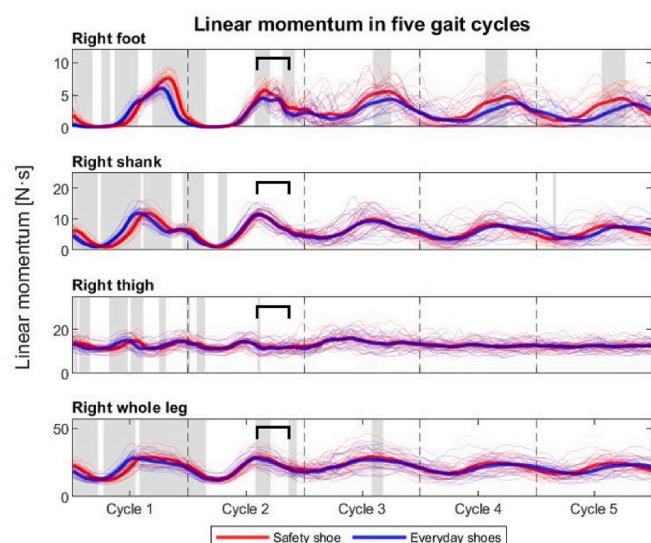 Linear momentum in five gait cycles
Right foot
10
5
0
Right shank
20
10
0
Right thigh
20
0
Right whole leg
50
0
Linear momentum [N·s]
Cycle 1 Cycle 2 Cycle 3 Cycle 4 Cycle 5
Safety shoe Everyday shoes